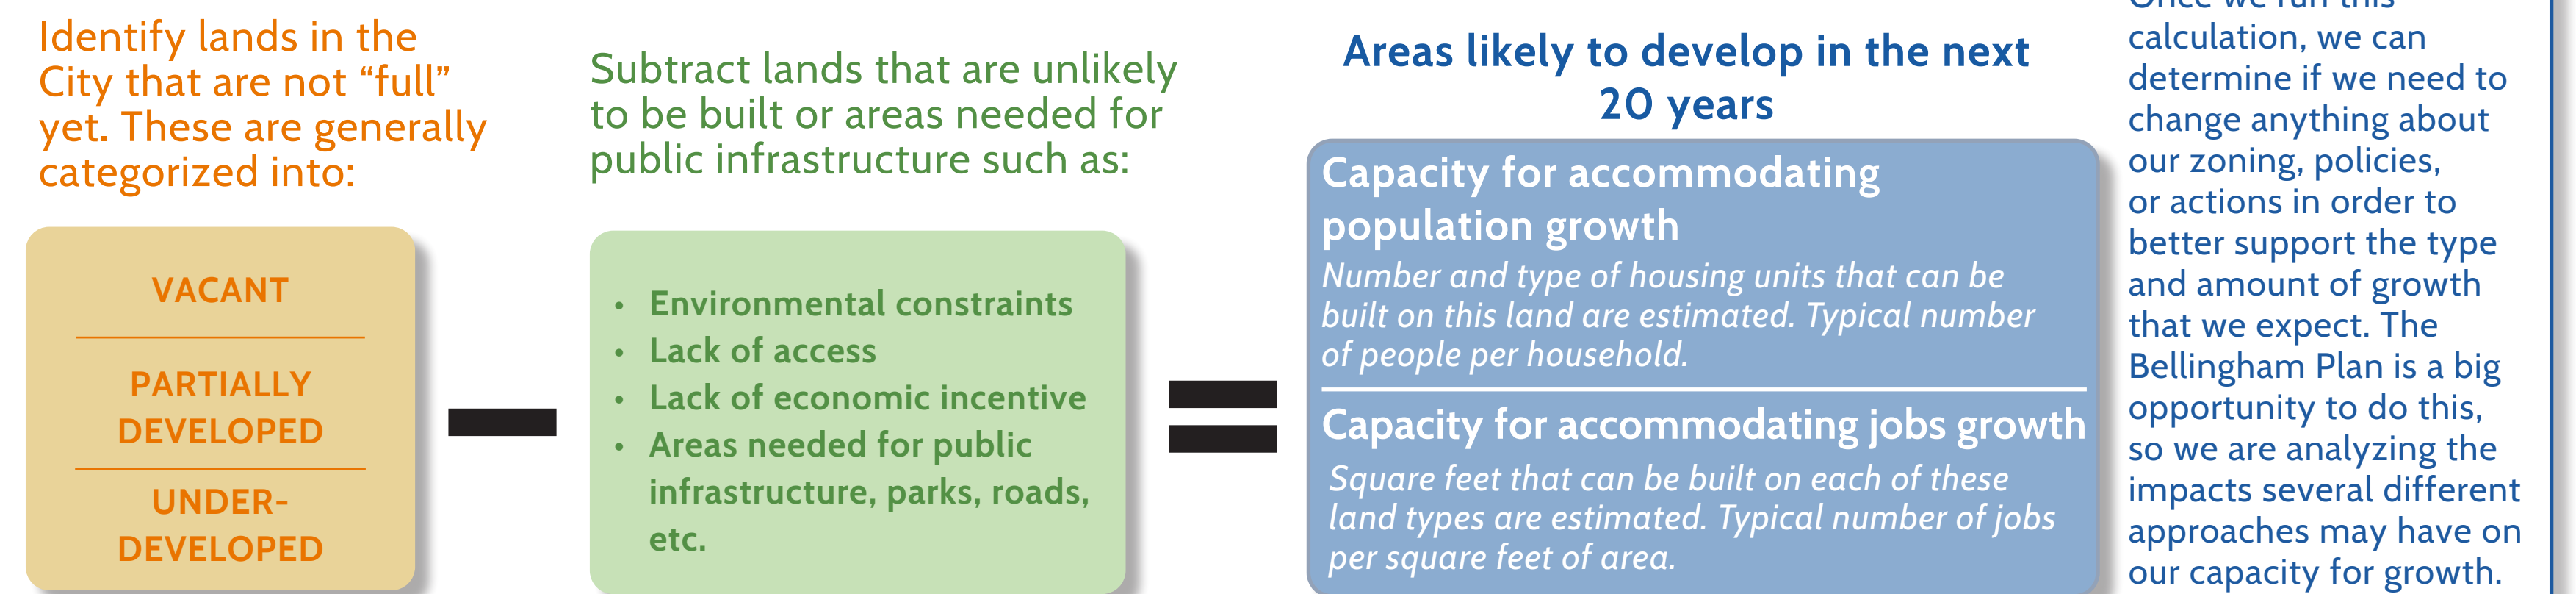 Identify lands in the
City that are not “full”
yet. These are generally
categorized into:
VACANT
PARTIALLY
DEVELOPED
UNDER-
DEVELOPED
Subtract lands that are unlikely
to be built or areas needed for
public infrastructure such as:
• Environmental constraints
• Lack of access
• Lack of economic incentive
• Areas needed for public
infrastructure, parks, roads,
etc.
Areas likely to develop in the next
20 years
Capacity for accommodating
population growth
Number and type of housing units that can be
built on this land are estimated. Typical number
of people per household.
Capacity for accommodating jobs growth
Square feet that can be built on each of these
land types are estimated. Typical number of jobs
per square feet of area.
Once we run this
calculation, we can
determine if we need to
change anything about
our zoning, policies,
or actions in order to
better support the type
and amount of growth
that we expect. The
Bellingham Plan is a big
opportunity to do this,
so we are analyzing the
impacts several different
approaches may have on
our capacity for growth.